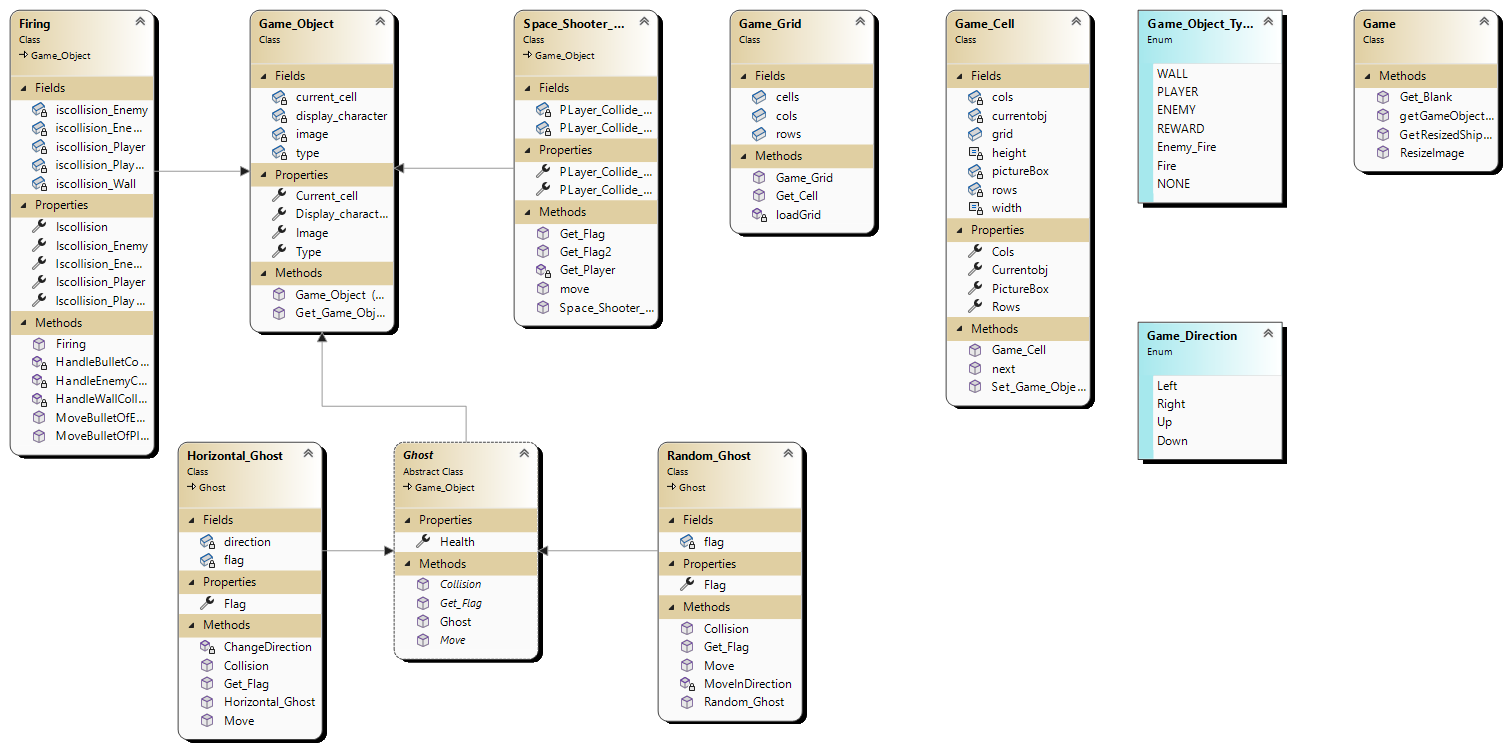 Firing
Class
Game_Object
Fields
iscollision_Enemy
iscollision_Ene...
iscollision_Player
iscollision_Play...
iscollision_Wall
Properties
Iscollision
Iscollision_Enemy
Iscollision_Ene...
Iscollision_Player
Iscollision_Play...
Methods
Firing
HandleBulletCo...
HandleEnemyC...
HandleWallColl...
MoveBulletOfE...
MoveBulletOfPl...
Game_Object
Class
Fields
current_cell
display_character
image
type
Properties
Current_cell
Display_charact...
Image
Type
Methods
Game_Object (...
Get_Game_Obj...
Space_Shooter_...
Class
Game_Object
Fields
PLayer_Collide_...
PLayer_Collide_...
Properties
PLayer_Collide_...
PLayer_Collide_...
Methods
Get_Flag
Get_Flag2
Get_Player
move
Space_Shooter_...
Game_Grid
Class
Fields
cells
cols
rows
Methods
Game_Grid
Get_Cell
loadGrid
Game_Cell
Class
Fields
cols
currentobj
grid
height
pictureBox
rows
width
Properties
Cols
Currentobj
PictureBox
Rows
Methods
Game_Cell
next
Set_Game_Obje...
Game_Object_Ty...
Enum
WALL
PLAYER
ENEMY
REWARD
Enemy_Fire
Fire
NONE
Game
Class
Methods
Get_Blank
getGameObject...
GetResizedShip...
ResizeImage
Game_Direction
Enum
Left
Right
Up
Down
Horizontal_Ghost
Class
Ghost
Fields
direction
flag
Properties
Flag
Methods
ChangeDirection
Collision
Get_Flag
Horizontal_Ghost
Move
Ghost
Abstract Class
Game_Object
Properties
Health
Methods
Collision
Get_Flag
Ghost
Move
Random_Ghost
Class
Ghost
Fields
flag
Properties
Flag
Methods
Collision
Get_Flag
Move
MoveInDirection
Random_Ghost